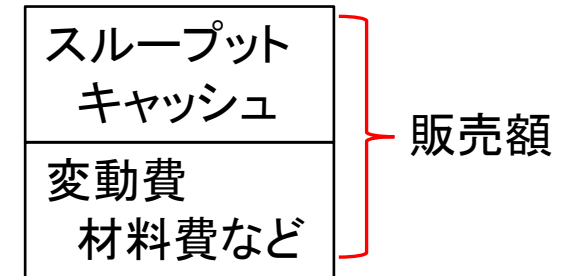 スループット
キャッシュ
変動費
材料費など
販売額